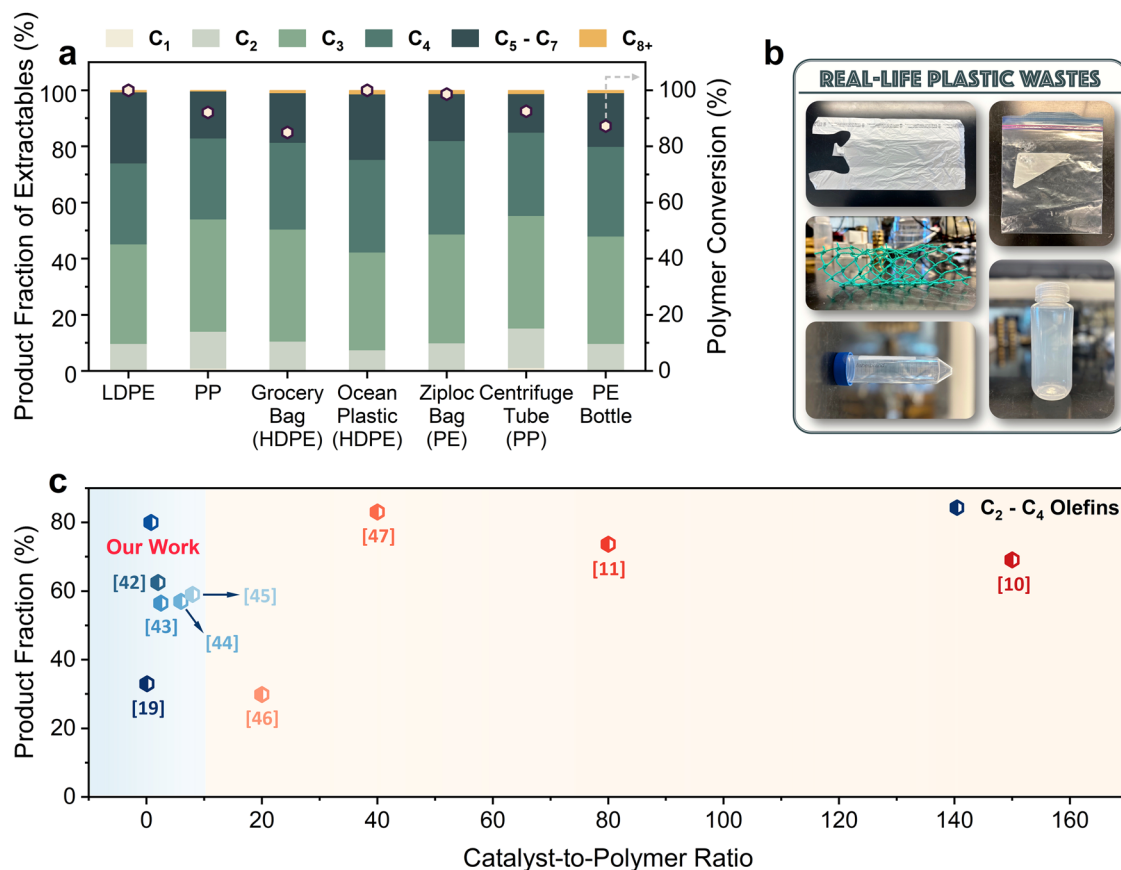 a
C₁ C₂ C₃ C₄ C₅ - C₇ C₈₊
Product Fraction of Extractables (%)
100
80
60
40
20
0
Polymer Conversion (%)
100
80
60
40
20
0
LDPE
PP
Grocery
Bag
(HDPE)
Ocean
Plastic
(HDPE)
Ziploc
Bag
(PE)
Centrifuge
Tube
(PP)
PE
Bottle
b
REAL-LIFE PLASTIC WASTES
c
Product Fraction (%)
80
60
40
20
0
C₂ - C₄ Olefins
Our Work
[42]
[43]
[44]
[45]
[19]
[46]
[47]
[11]
[10]
0 20 40 60 80 100 120 140 160
Catalyst-to-Polymer Ratio